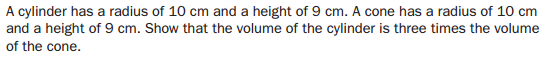 A cylinder has a radius of 10 cm and a height of 9 cm. A cone has a radius of 10 cm
and a height of 9 cm. Show that the volume of the cylinder is three times the volume
of the cone.